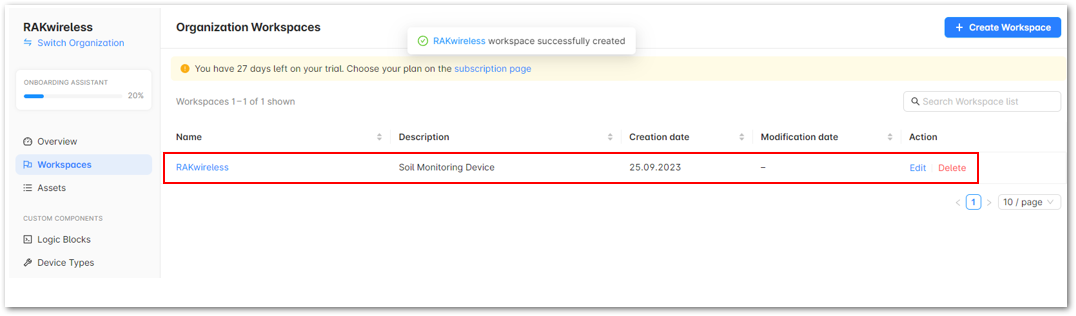 RAKwireless
Switch Organization
ONBOARDING ASSISTANT
20%
Overview
Workspaces
Assets
CUSTOM COMPONENTS
Logic Blocks
Device Types
Organization Workspaces
RAKwireless workspace successfully created
+ Create Workspace
You have 27 days left on your trial. Choose your plan on the subscription page
Workspaces 1–1 of 1 shown
Search Workspace list
Name Description Creation date Modification date Action
RAKwireless Soil Monitoring Device 25.09.2023 – Edit Delete
< 1 > 10 / page